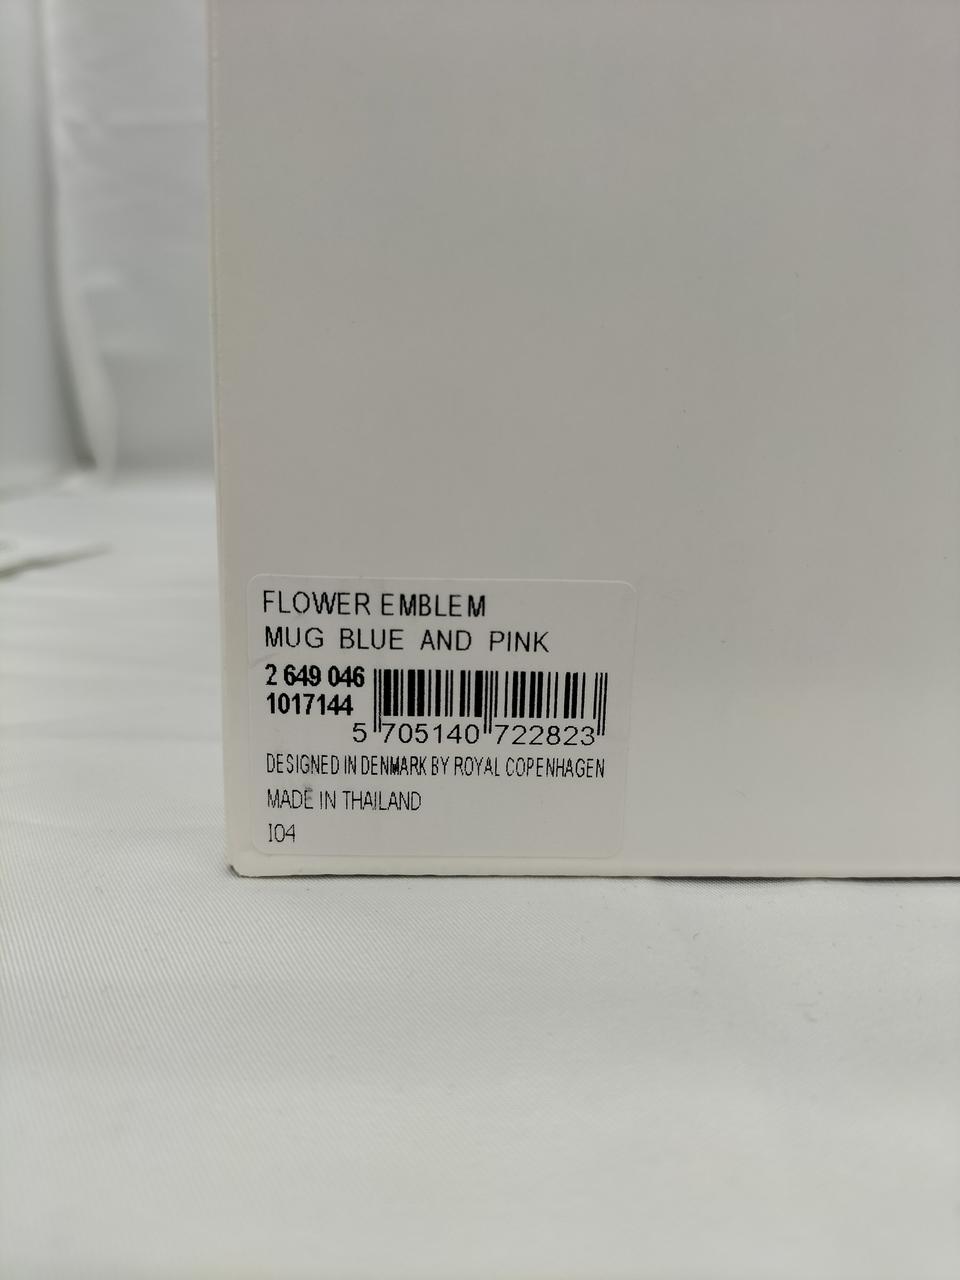 FLOWER EMBLEM
MUG BLUE AND PINK
2 649 046
1017144
5 705140 722823
DESIGNED IN DENMARK BY ROYAL COPENHAGEN
MADE IN THAILAND
I04